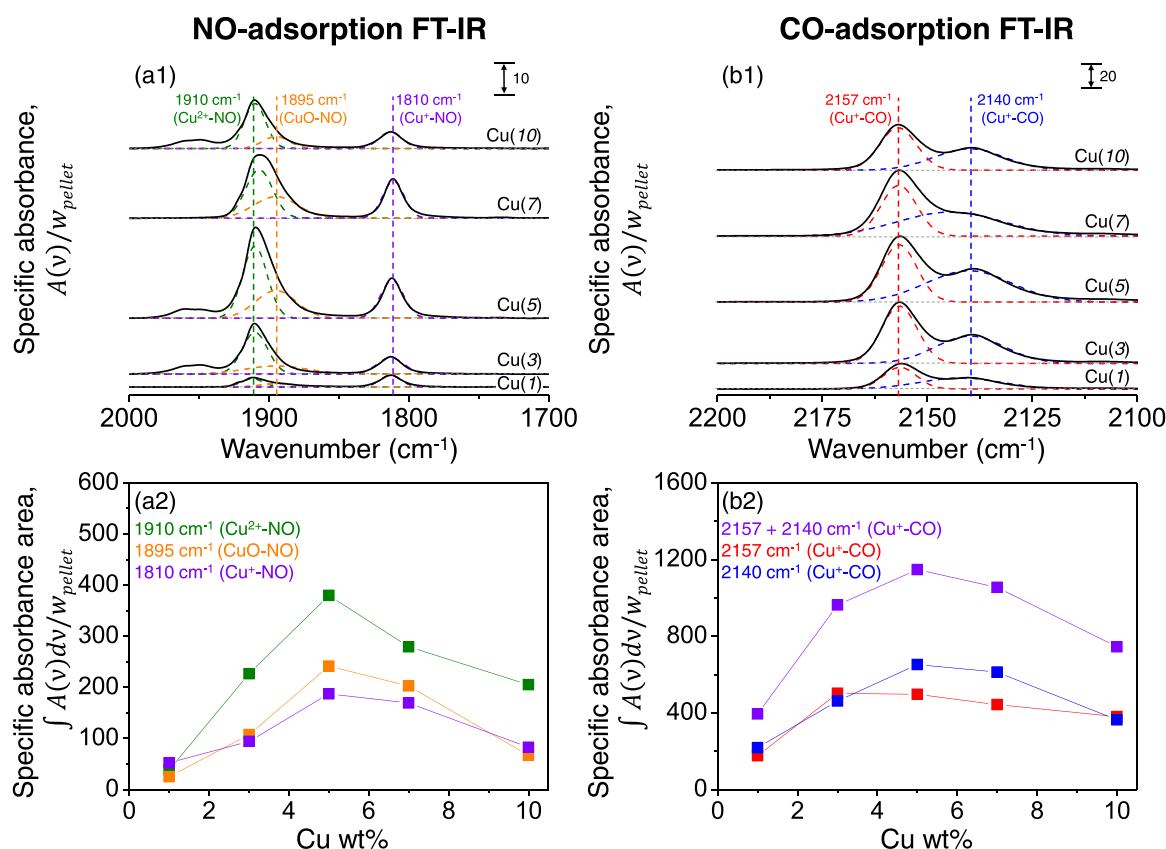 NO-adsorption FT-IR
CO-adsorption FT-IR
(a1)
10
1910 cm⁻¹
(Cu²⁺-NO)
1895 cm⁻¹
(CuO-NO)
1810 cm⁻¹
(Cu⁺-NO)
Cu(10)
Cu(7)
Cu(5)
Cu(3)
Cu(1)
Specific absorbance,
A(ν)/w_pellet
2000 1900 1800 1700
Wavenumber (cm⁻¹)
(b1)
20
2157 cm⁻¹
(Cu⁺-CO)
2140 cm⁻¹
(Cu⁺-CO)
Cu(10)
Cu(7)
Cu(5)
Cu(3)
Cu(1)
Specific absorbance,
A(ν)/w_pellet
2200 2175 2150 2125 2100
Wavenumber (cm⁻¹)
(a2)
1910 cm⁻¹ (Cu²⁺-NO)
1895 cm⁻¹ (CuO-NO)
1810 cm⁻¹ (Cu⁺-NO)
Specific absorbance area,
∫ A(ν)dν/w_pellet
600
500
400
300
200
100
0
0 2 4 6 8 10
Cu wt%
(b2)
2157 + 2140 cm⁻¹ (Cu⁺-CO)
2157 cm⁻¹ (Cu⁺-CO)
2140 cm⁻¹ (Cu⁺-CO)
Specific absorbance area,
∫ A(ν)dν/w_pellet
1600
1200
800
400
0
0 2 4 6 8 10
Cu wt%